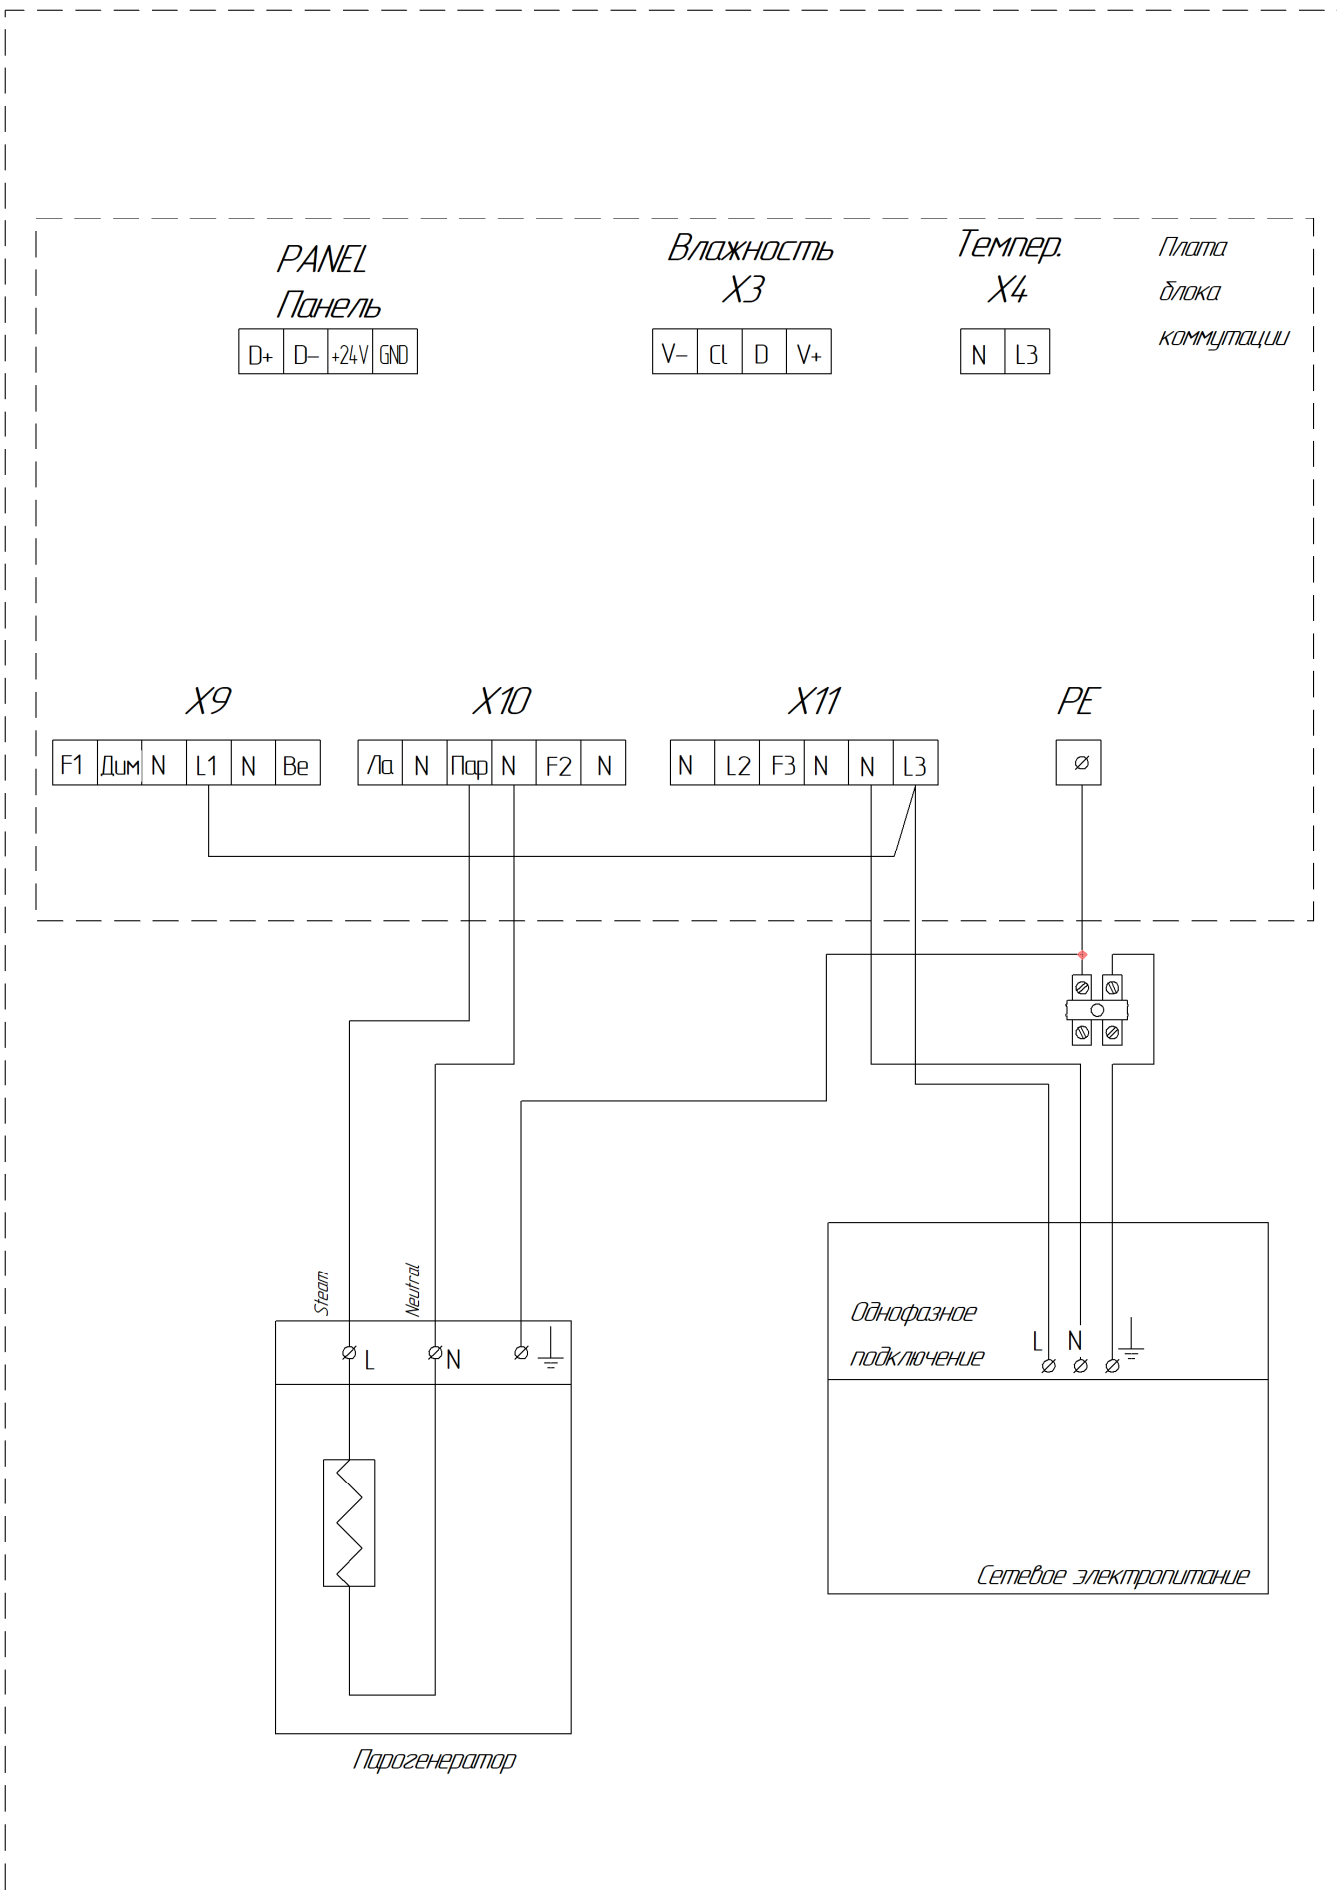 PANEL
Панель
D+ D- +24V GND
Влажность
X3
V- Cl D V+
Темпер.
X4
N L3
Плата
блока
коммутации
X9
F1 Дим N L1 N Ве
X10
Ла N Пар N F2 N
X11
N L2 F3 N N L3
PE
Steam
Neutral
L N
Парогенератор
Однофазное
подключение
L N
Сетевое электропитание